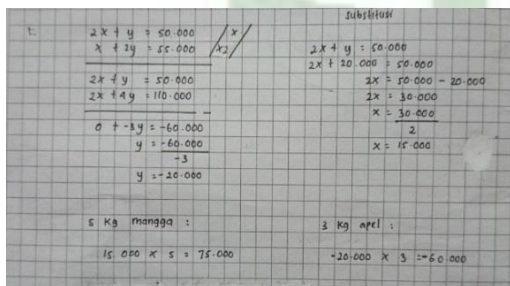 1.
2x + y = 50.000 | x
x + 2y = 55.000 | x2
2x + y = 50.000
2x + 4y = 110.000 -
0 + -3y = -60.000
y = -60.000
-3
y = -20.000
5 kg mangga :
15.000 x 5 = 75.000
substitusi
2x + y = 50.000
2x + 20.000 = 50.000
2x = 50.000 - 20.000
2x = 30.000
x = 30.000
2
x = 15.000
3 kg apel :
-20.000 x 3 = -60.000